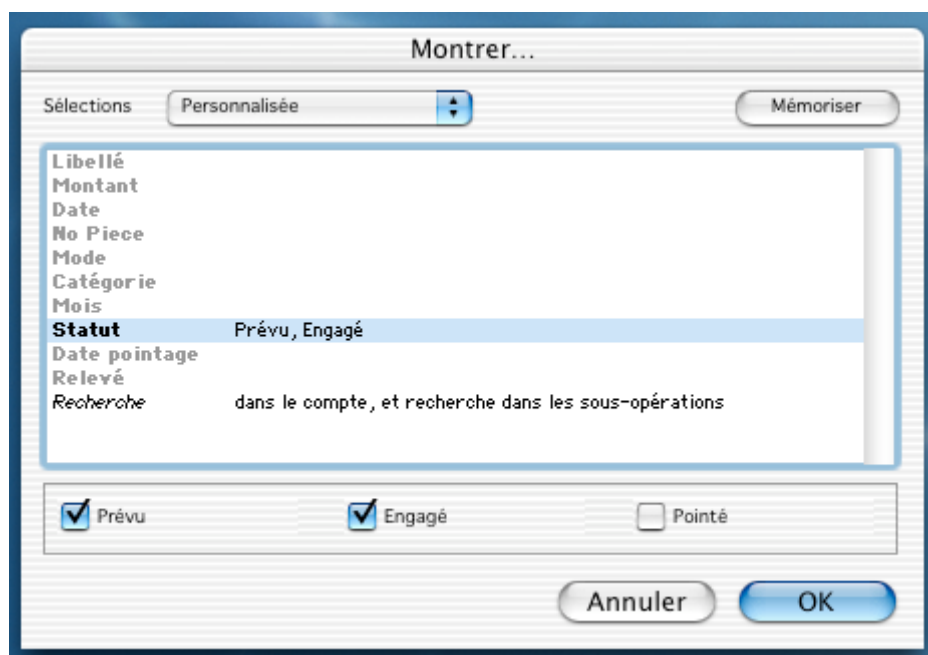 Montrer...
Sélections Personnalisée Mémoriser
Libellé
Montant
Date
No Piece
Mode
Catégorie
Mois
Statut Prévu, Engagé
Date pointage
Relevé
Recherche dans le compte, et recherche dans les sous-opérations
Prévu Engagé Pointé
Annuler OK